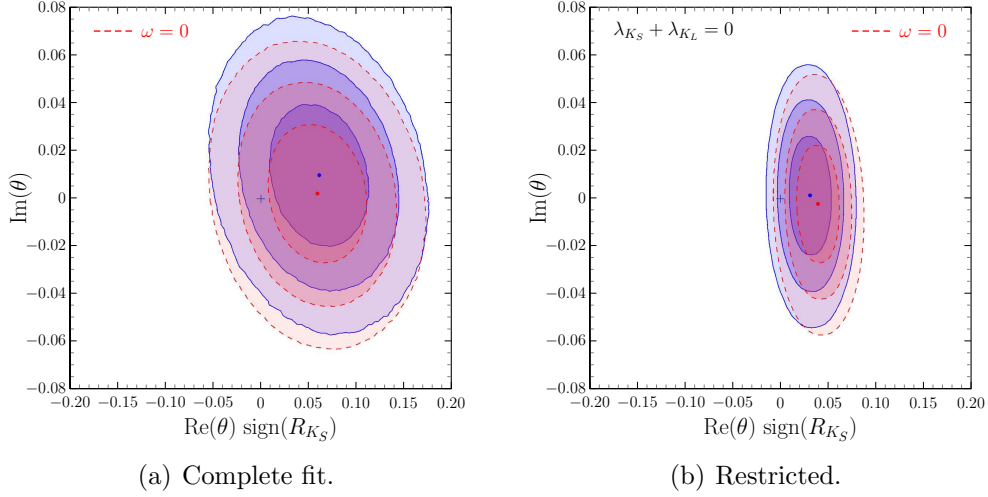 0.08
0.06
0.04
0.02
0
−0.02
−0.04
−0.06
−0.08
Im(θ)
ω = 0
−0.20 −0.15 −0.10 −0.05 0 0.05 0.10 0.15 0.20
Re(θ) sign(R_{K_S})
(a) Complete fit.
0.08
0.06
0.04
0.02
0
−0.02
−0.04
−0.06
−0.08
Im(θ)
λ_{K_S} + λ_{K_L} = 0
ω = 0
−0.20 −0.15 −0.10 −0.05 0 0.05 0.10 0.15 0.20
Re(θ) sign(R_{K_S})
(b) Restricted.